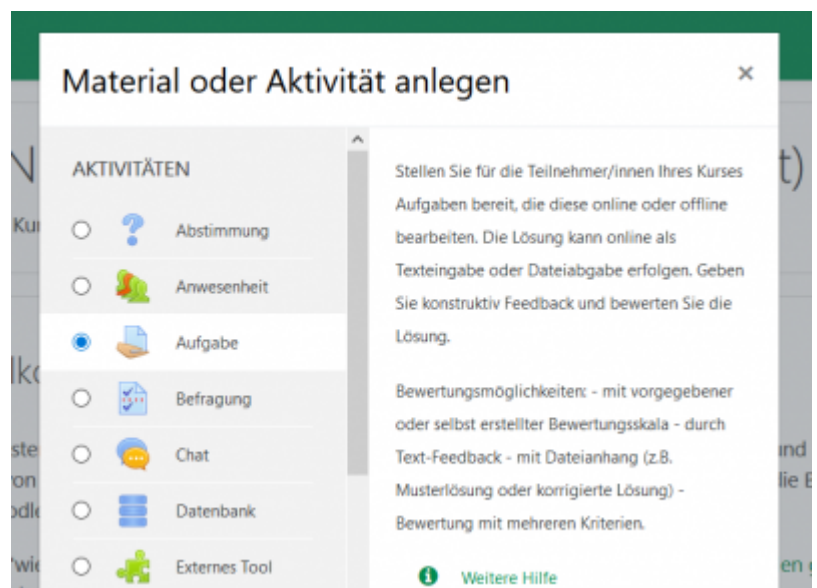 Material oder Aktivität anlegen
×
AKTIVITÄTEN
Abstimmung
Anwesenheit
Aufgabe
Befragung
Chat
Datenbank
Externes Tool
Stellen Sie für die Teilnehmer/innen Ihres Kurses
Aufgaben bereit, die diese online oder offline
bearbeiten. Die Lösung kann online als
Texteingabe oder Dateiabgabe erfolgen. Geben
Sie konstruktiv Feedback und bewerten Sie die
Lösung.
Bewertungsmöglichkeiten: - mit vorgegebener
oder selbst erstellter Bewertungsskala - durch
Text-Feedback - mit Dateianhang (z.B.
Musterlösung oder korrigierte Lösung) -
Bewertung mit mehreren Kriterien.
Weitere Hilfe